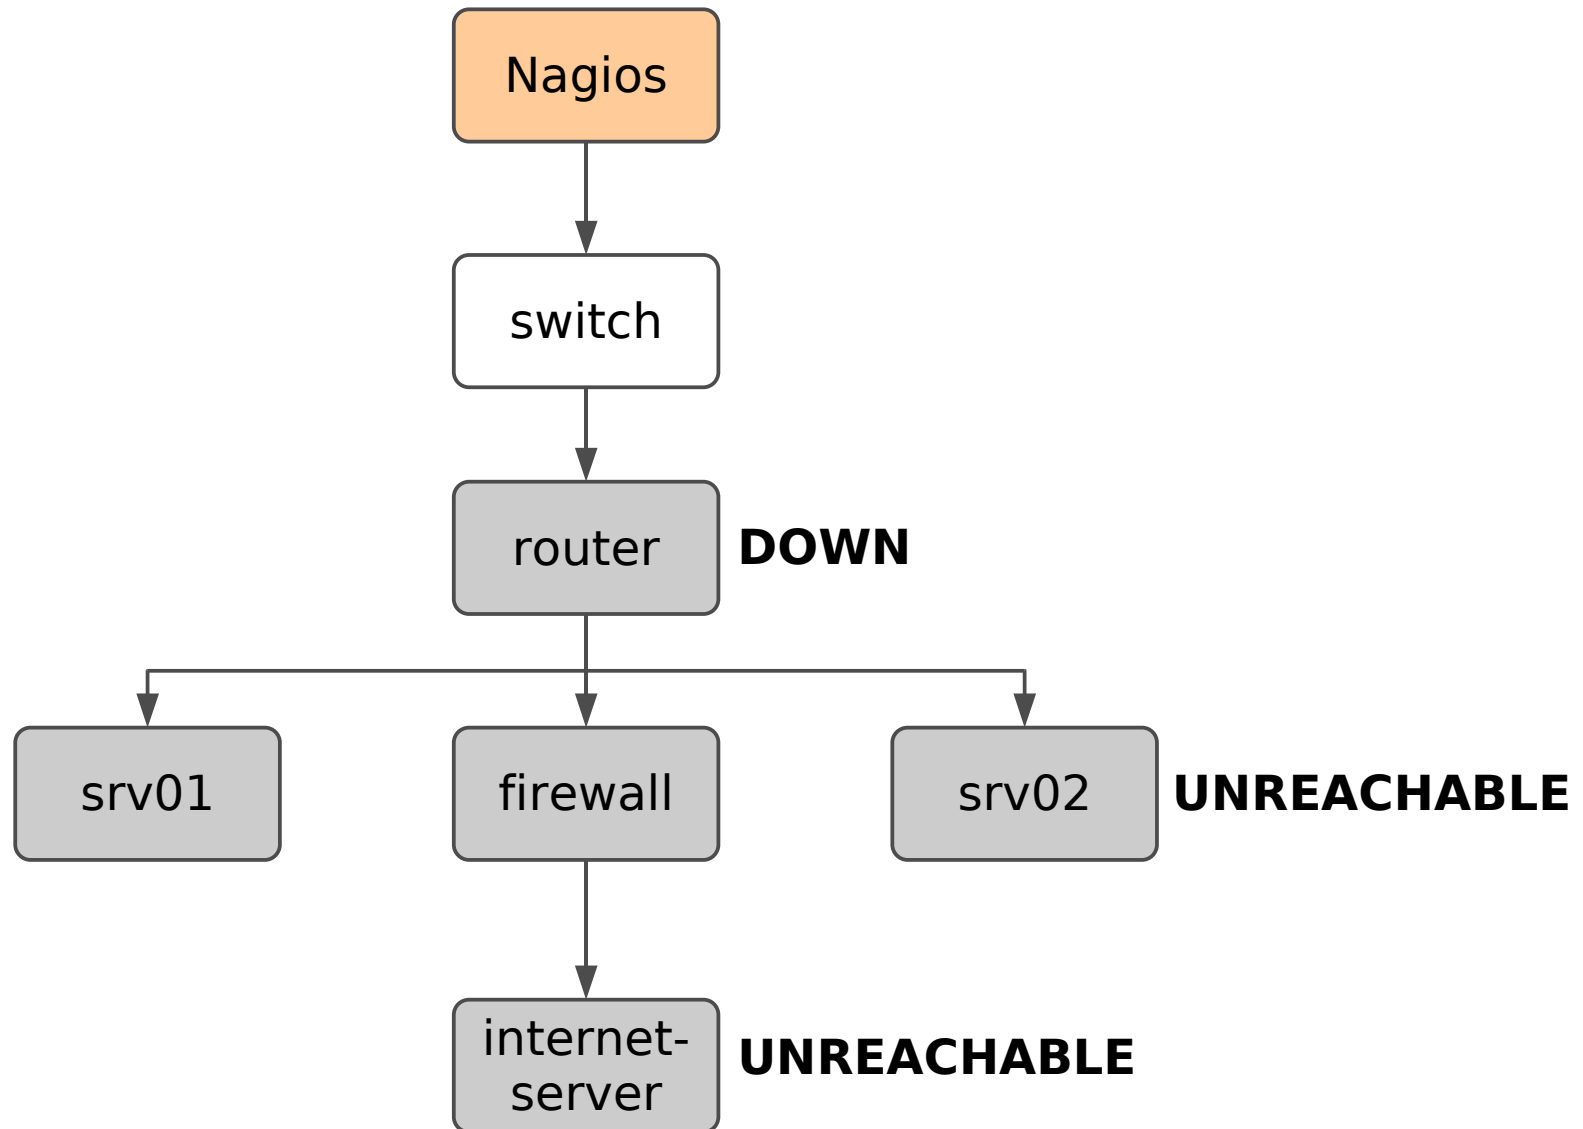 Nagios
switch
router
DOWN
srv01
firewall
srv02
UNREACHABLE
internet-
server
UNREACHABLE